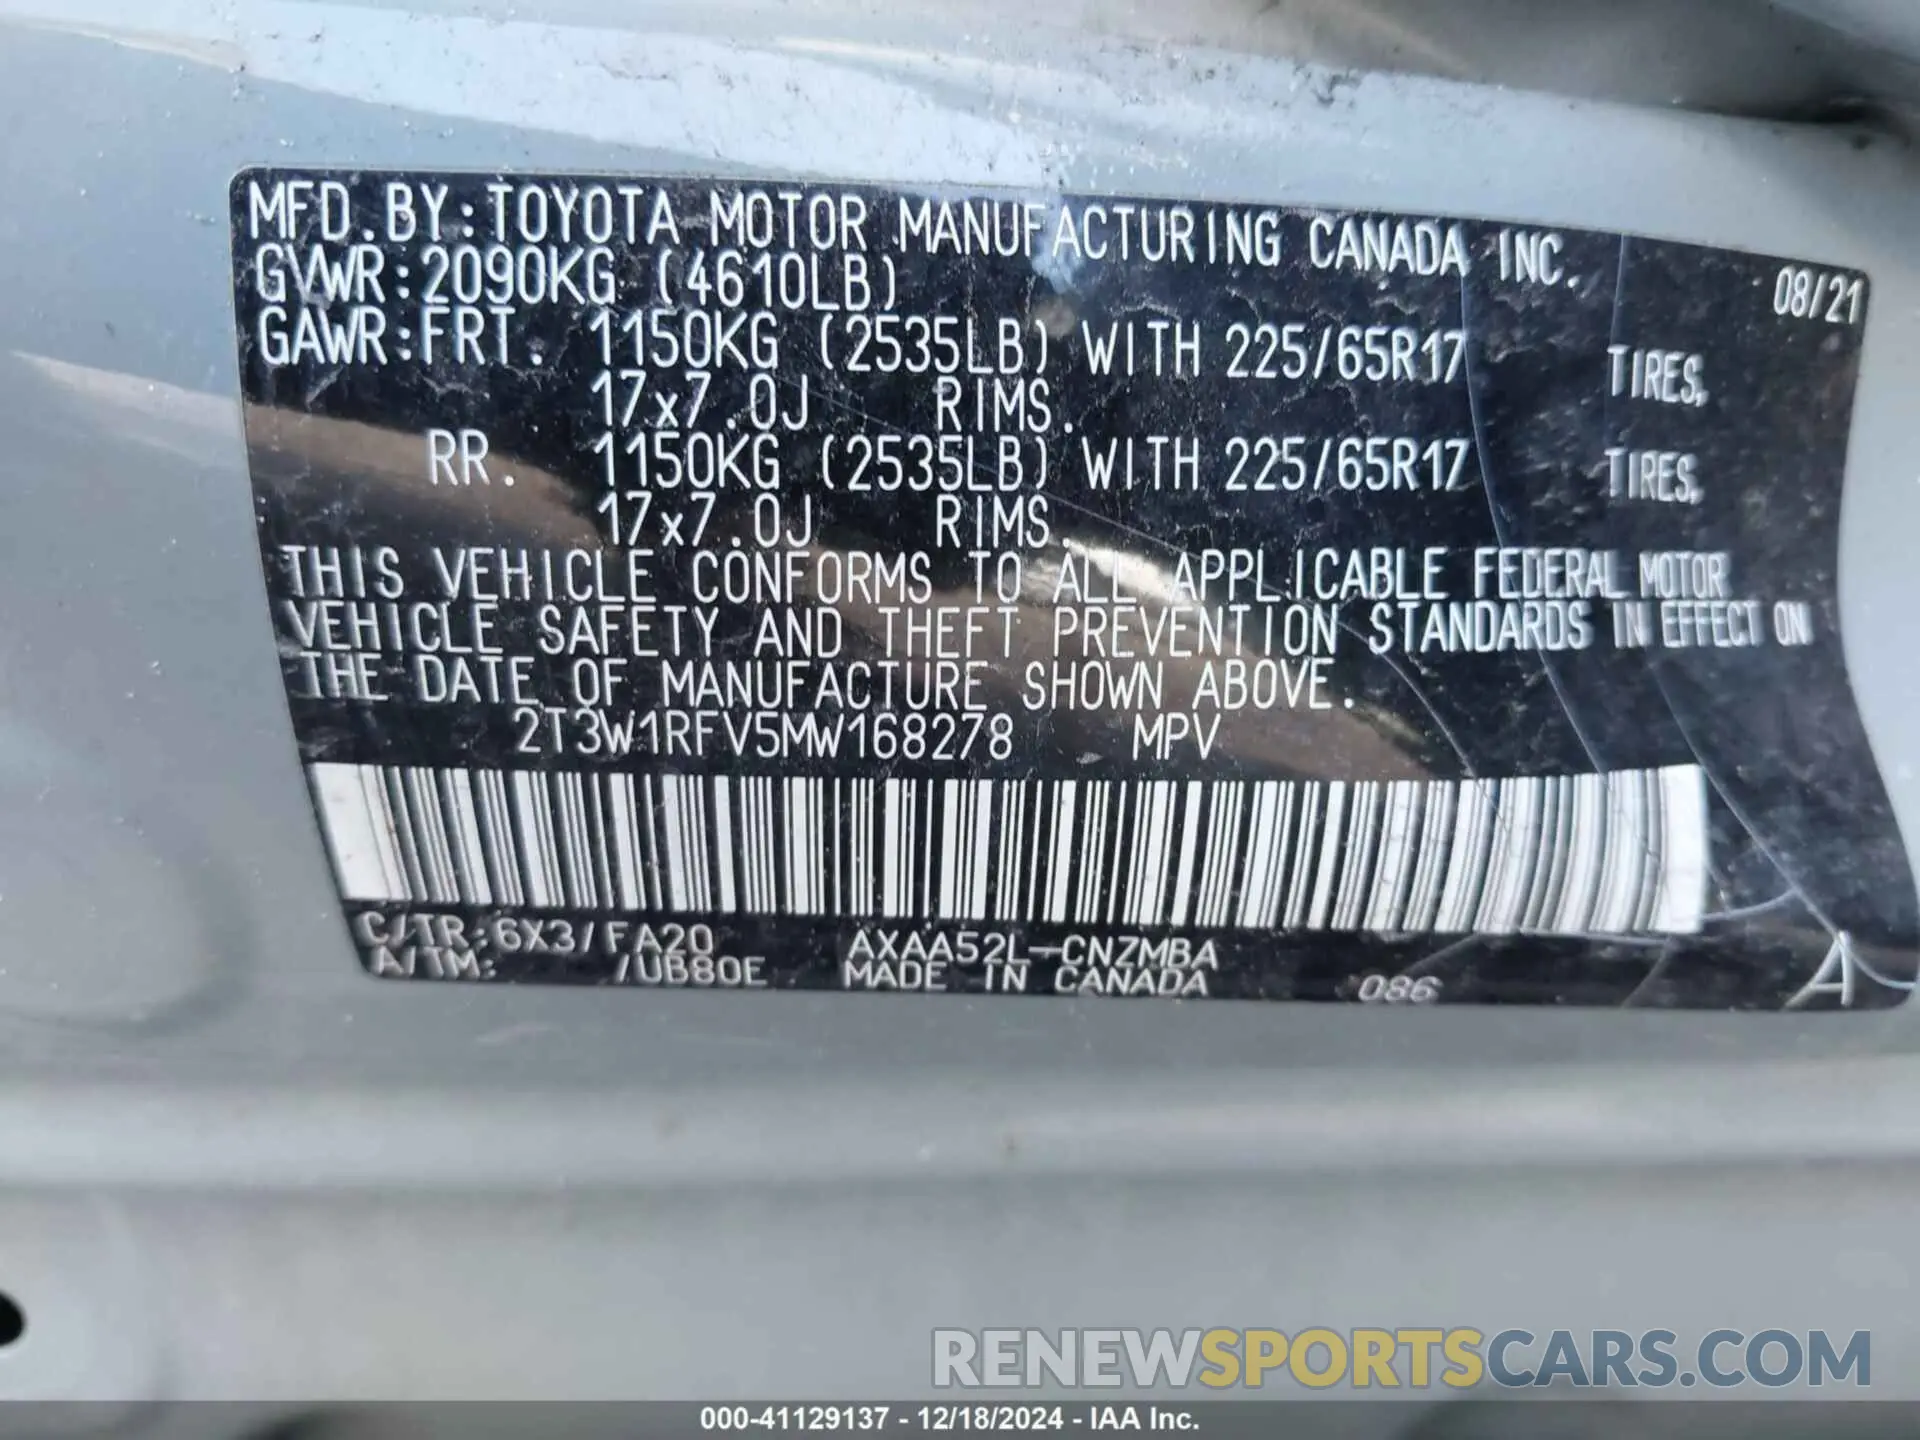 MFD.BY:TOYOTA MOTOR MANUFACTURING CANADA INC. 08/21
GVWR:2090KG (4610LB)
GAWR:FRT. 1150KG (2535LB) WITH 225/65R17 TIRES,
17x7.0J RIMS.
RR. 1150KG (2535LB) WITH 225/65R17 TIRES,
17x7.0J RIMS.
THIS VEHICLE CONFORMS TO ALL APPLICABLE FEDERAL MOTOR
VEHICLE SAFETY AND THEFT PREVENTION STANDARDS IN EFFECT ON
THE DATE OF MANUFACTURE SHOWN ABOVE.
2T3W1RFV5MW168278 MPV
C/TR:6X3/FA20 AXAA52L-CNZMBA
A/TM: /UB80E MADE IN CANADA 086 A
RENEWSPORTSCARS.COM
000-41129137 - 12/18/2024 - IAA Inc.